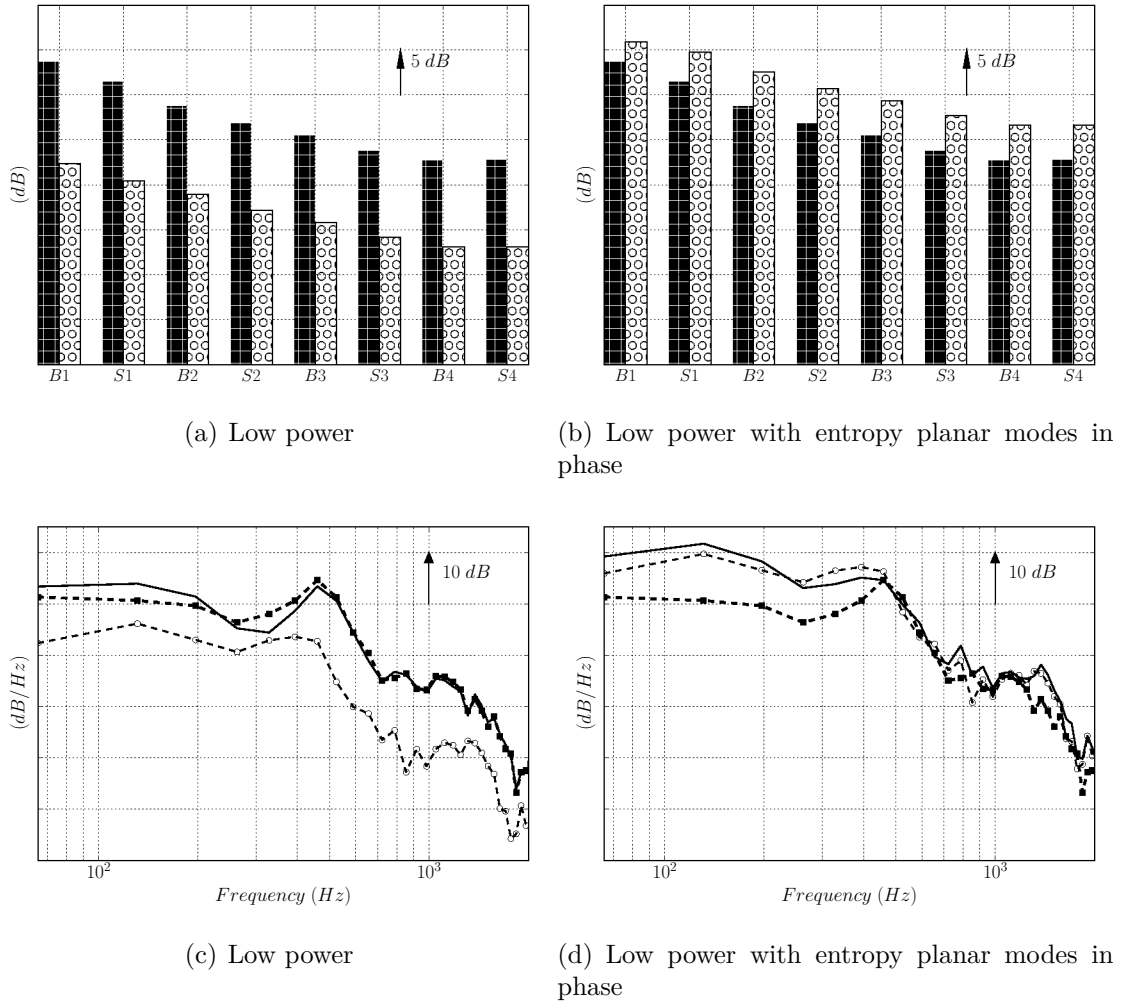 5 dB
(dB)
B1 S1 B2 S2 B3 S3 B4 S4
(a) Low power
5 dB
(dB)
B1 S1 B2 S2 B3 S3 B4 S4
(b) Low power with entropy planar modes in
phase
10 dB
(dB/Hz)
10² 10³
Frequency (Hz)
(c) Low power
10 dB
(dB/Hz)
10² 10³
Frequency (Hz)
(d) Low power with entropy planar modes in
phase